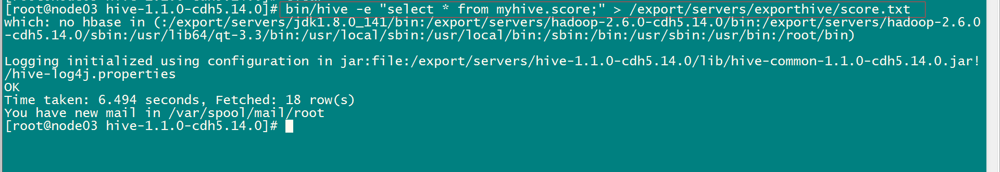 [root@node03 hive-1.1.0-cdh5.14.0]# bin/hive -e "select * from myhive.score;" > /export/servers/exporthive/score.txt
which: no hbase in (:/export/servers/jdk1.8.0_141/bin:/export/servers/hadoop-2.6.0-cdh5.14.0/bin:/export/servers/hadoop-2.6.0
-cdh5.14.0/sbin:/usr/lib64/qt-3.3/bin:/usr/local/sbin:/usr/local/bin:/sbin:/bin:/usr/sbin:/usr/bin:/root/bin)
Logging initialized using configuration in jar:file:/export/servers/hive-1.1.0-cdh5.14.0/lib/hive-common-1.1.0-cdh5.14.0.jar!
/hive-log4j.properties
OK
Time taken: 6.494 seconds, Fetched: 18 row(s)
You have new mail in /var/spool/mail/root
[root@node03 hive-1.1.0-cdh5.14.0]#